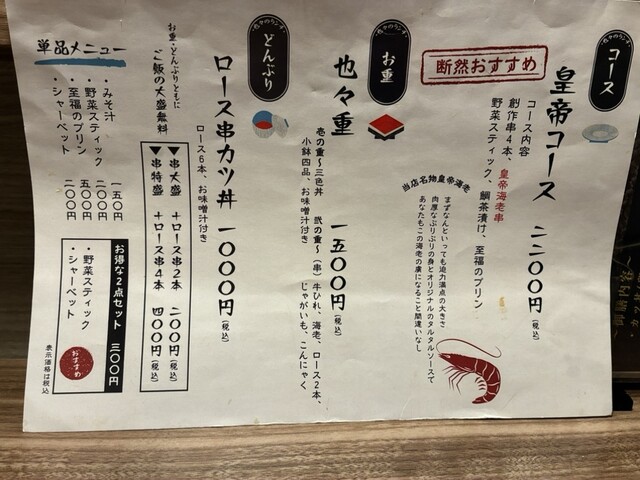 コース
断然おすすめ
皇帝コース 二二〇〇円(税込)
コース内容
創作串4本、皇帝海老串
野菜スティック、鯛茶漬け、至福のプリン
当店名物皇帝海老
まずなんといっても迫力満点の大きさ
肉厚なぷりぷりの身とオリジナルのタルタルソースで
あなたもこの海老の虜になること間違いなし
お重
也々重 一五〇〇円(税込)
壱の重〜三色丼 弐の重〜(串)牛ひれ、海老、ロース2本、
小鉢四品、お味噌汁付き じゃがいも、こんにゃく
どんぶり
ロース串カツ丼 一〇〇〇円(税込)
ロース6本、お味噌汁付き
お重・どんぶりともに
ご飯の大盛無料
▼串大盛 +ロース串2本 二〇〇円(税込)
▼串特盛 +ロース串4本 四〇〇円(税込)
単品メニュー
・みそ汁 一五〇円
・野菜スティック 二〇〇円
・至福のプリン 五〇〇円
・シャーベット 二〇〇円
お得な2点セット 三〇〇円
・野菜スティック
・シャーベット
おすすめ
表示価格は税込